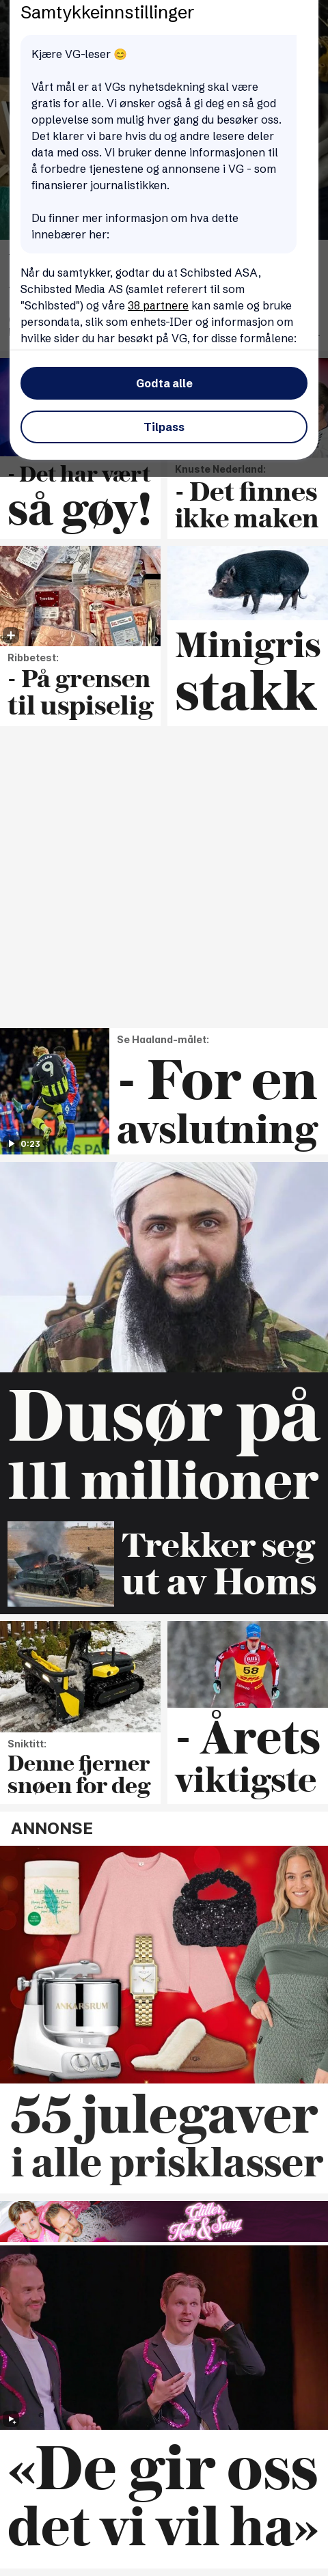 Samtykkeinnstillinger
Kjære VG-leser 😊
Vårt mål er at VGs nyhetsdekning skal være
gratis for alle. Vi ønsker også å gi deg en så god
opplevelse som mulig hver gang du besøker oss.
Det klarer vi bare hvis du og andre lesere deler
data med oss. Vi bruker denne informasjonen til
å forbedre tjenestene og annonsene i VG - som
finansierer journalistikken.
Du finner mer informasjon om hva dette
innebærer her:
Når du samtykker, godtar du at Schibsted ASA,
Schibsted Media AS (samlet referert til som
"Schibsted") og våre 38 partnere kan samle og bruke
persondata, slik som enhets-IDer og informasjon om
hvilke sider du har besøkt på VG, for disse formålene:
Godta alle
Tilpass
- Det har vært
så gøy!
Knuste Nederland:
- Det finnes
ikke maken
Ribbetest:
- På grensen
til uspiselig
Minigris
stakk
Se Haaland-målet:
- For en
avslutning
9
0:23
Dusør på
111 millioner
Trekker seg
ut av Homs
58
Sniktitt:
Denne fjerner
snøen for deg
- Årets
viktigste
ANNONSE
ANKARSRUM
55 julegaver
i alle prisklasser
Gutter,
Kok & Sang
«De gir oss
det vi vil ha»